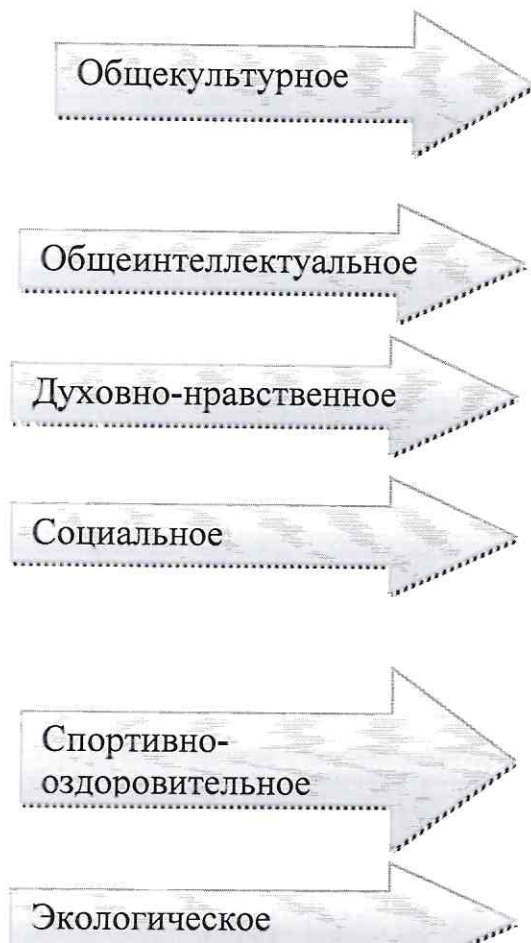 Общекультурное
Общеинтеллектуальное
Духовно-нравственное
Социальное
Спортивно-
оздоровительное
Экологическое